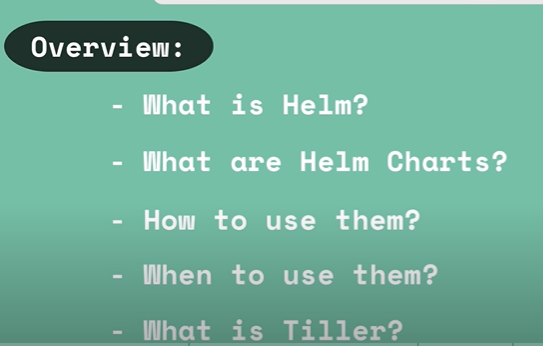 Overview:
- What is Helm?
- What are Helm Charts?
- How to use them?
- When to use them?
- What is Tiller?